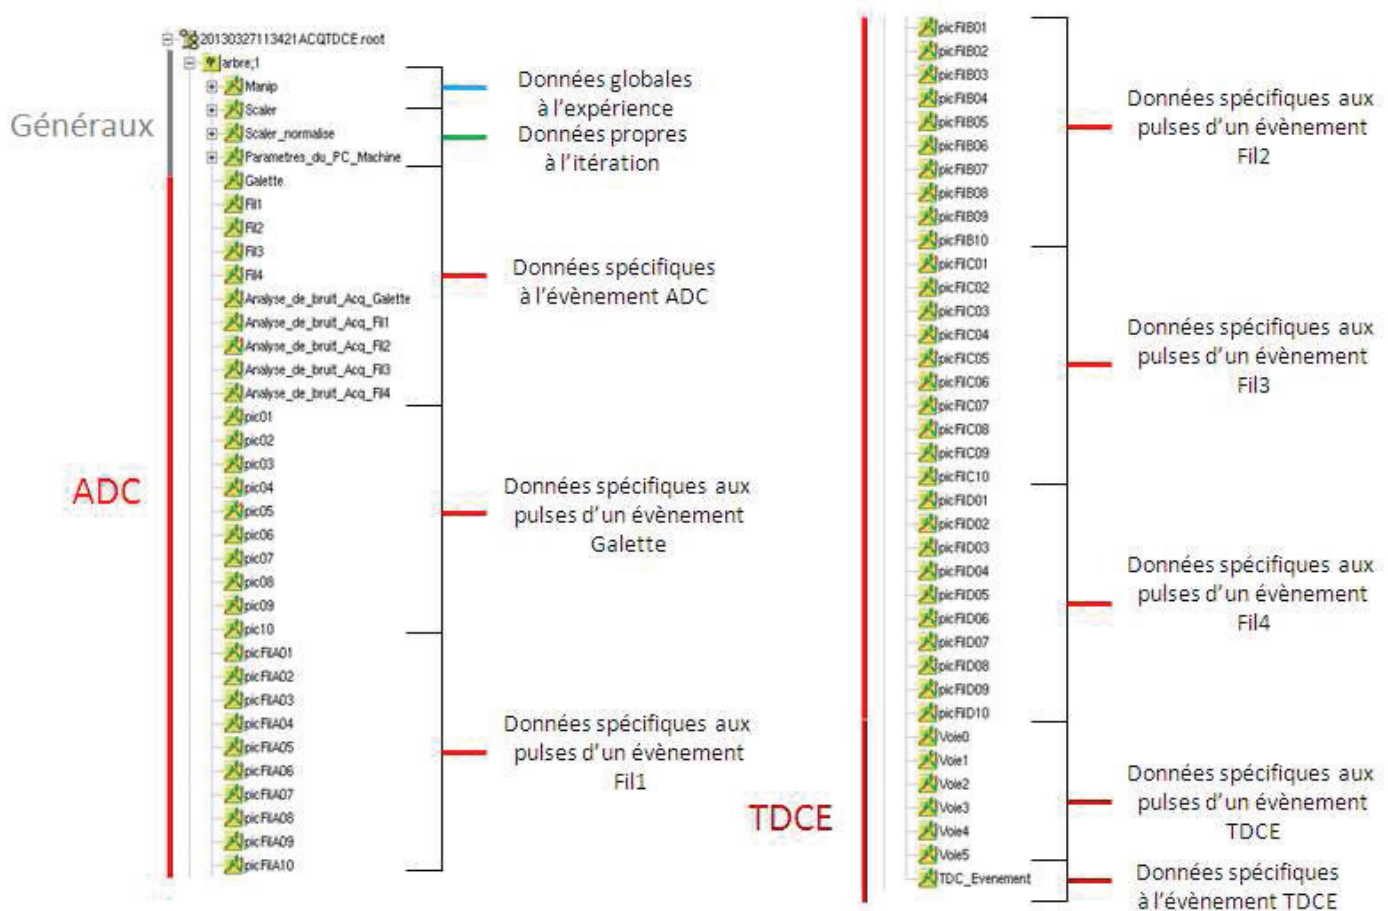 20130327113421ACQTDCE.root
arbre;1
Manip
Scaler
Scaler_normalise
Parametres_du_PC_Machine
Galette
Fil1
Fil2
Fil3
Fil4
Analyse_de_bruit_Acq_Galette
Analyse_de_bruit_Acq_Fil1
Analyse_de_bruit_Acq_Fil2
Analyse_de_bruit_Acq_Fil3
Analyse_de_bruit_Acq_Fil4
pic01
pic02
pic03
pic04
pic05
pic06
pic07
pic08
pic09
pic10
picFilA01
picFilA02
picFilA03
picFilA04
picFilA05
picFilA06
picFilA07
picFilA08
picFilA09
picFilA10
Généraux
ADC
Données globales
à l'expérience
Données propres
à l'itération
Données spécifiques
à l'évènement ADC
Données spécifiques aux
pulses d'un évènement
Galette
Données spécifiques aux
pulses d'un évènement
Fil1
picFilB01
picFilB02
picFilB03
picFilB04
picFilB05
picFilB06
picFilB07
picFilB08
picFilB09
picFilB10
picFilC01
picFilC02
picFilC03
picFilC04
picFilC05
picFilC06
picFilC07
picFilC08
picFilC09
picFilC10
picFilD01
picFilD02
picFilD03
picFilD04
picFilD05
picFilD06
picFilD07
picFilD08
picFilD09
picFilD10
Voie0
Voie1
Voie2
Voie3
Voie4
Voie5
TDC_Evenement
TDCE
Données spécifiques aux
pulses d'un évènement
Fil2
Données spécifiques aux
pulses d'un évènement
Fil3
Données spécifiques aux
pulses d'un évènement
Fil4
Données spécifiques aux
pulses d'un évènement
TDCE
Données spécifiques
à l'évènement TDCE